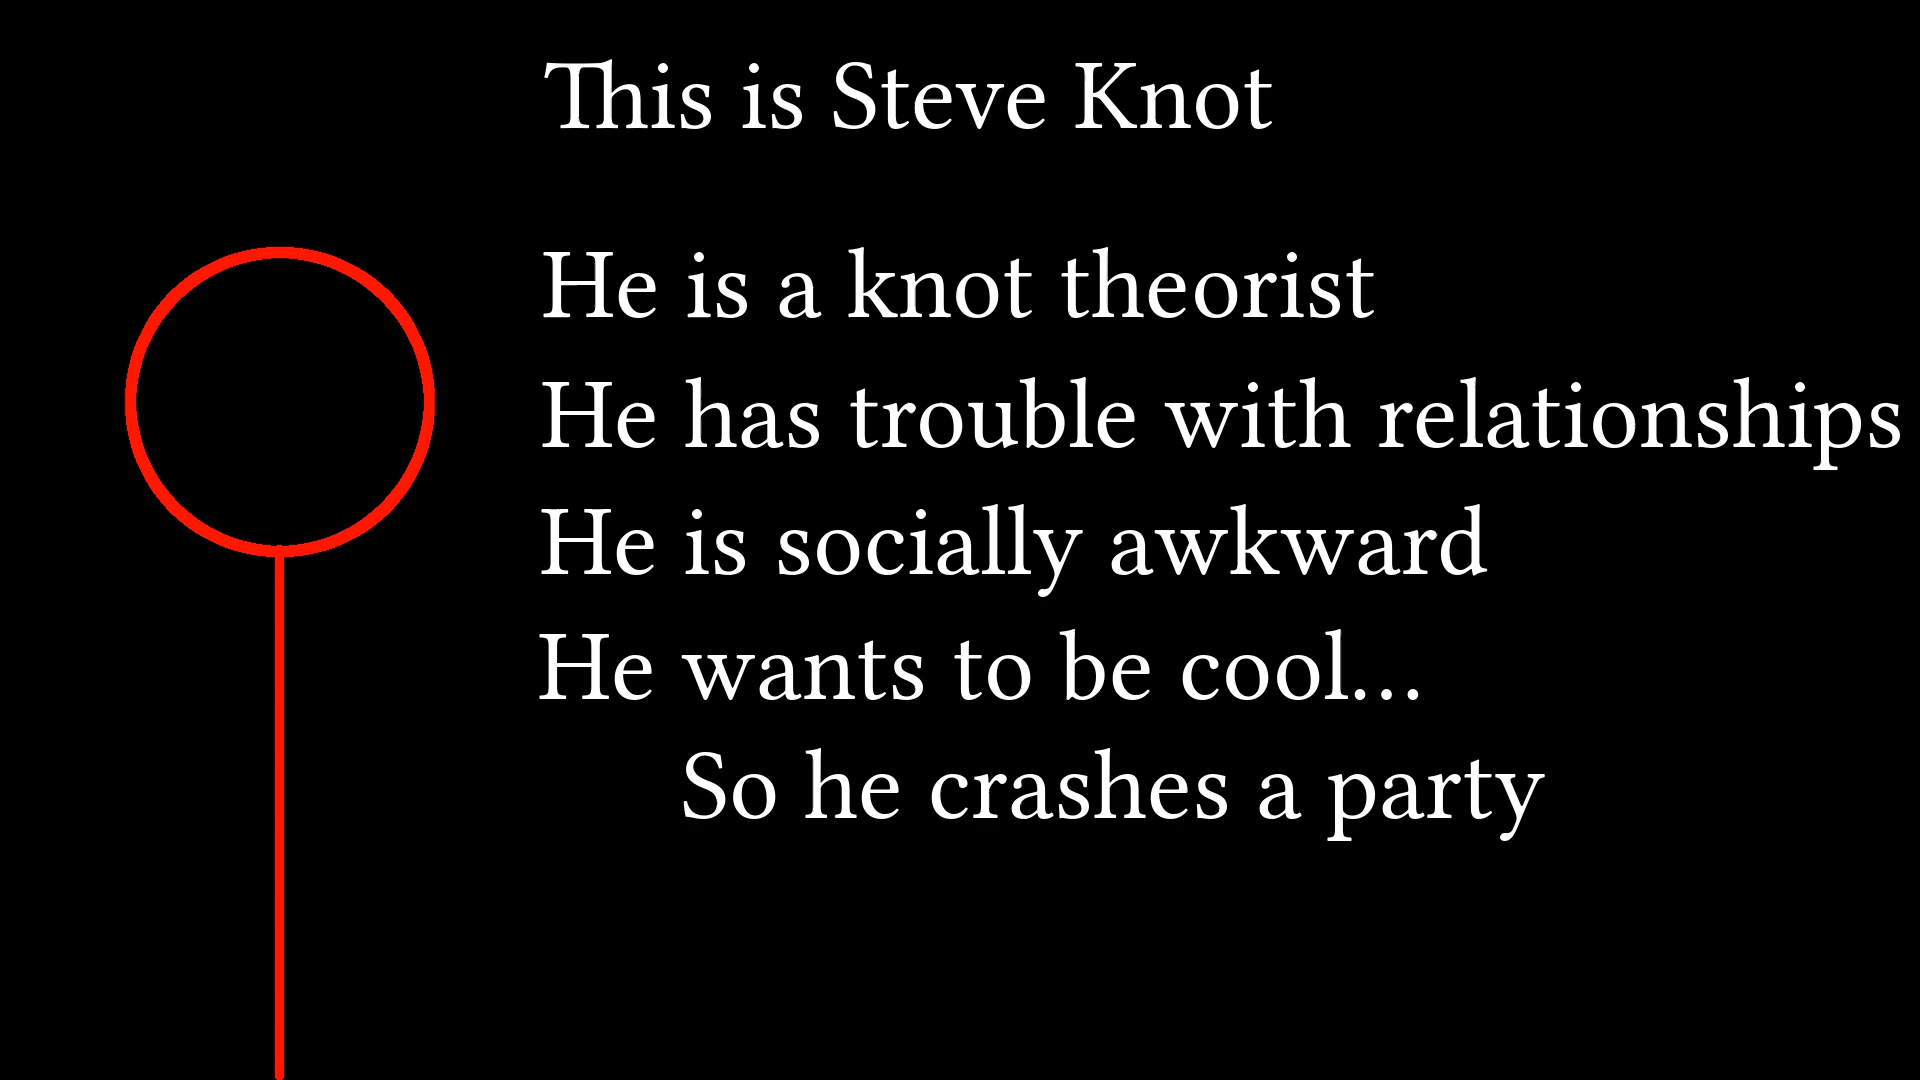 This is Steve Knot
He is a knot theorist
He has trouble with relationships
He is socially awkward
He wants to be cool...
So he crashes a party